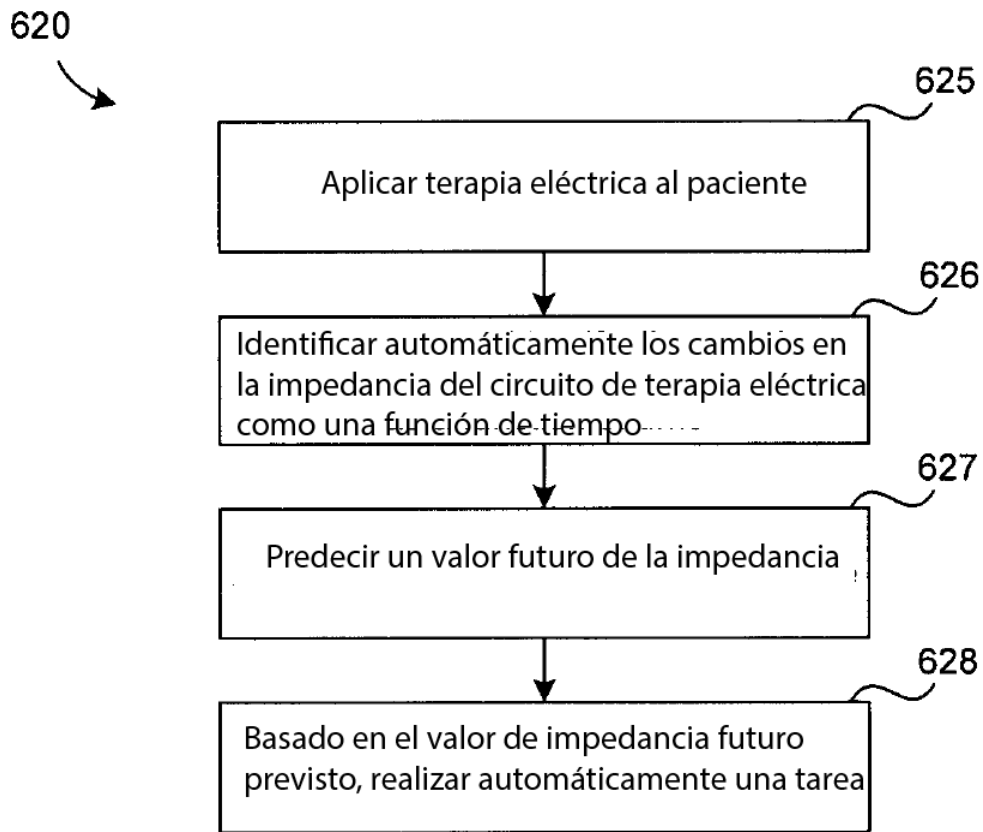 620
625
Aplicar terapia eléctrica al paciente
626
Identificar automáticamente los cambios en
la impedancia del circuito de terapia eléctrica
como una función de tiempo
627
Predecir un valor futuro de la impedancia
628
Basado en el valor de impedancia futuro
previsto, realizar automáticamente una tarea